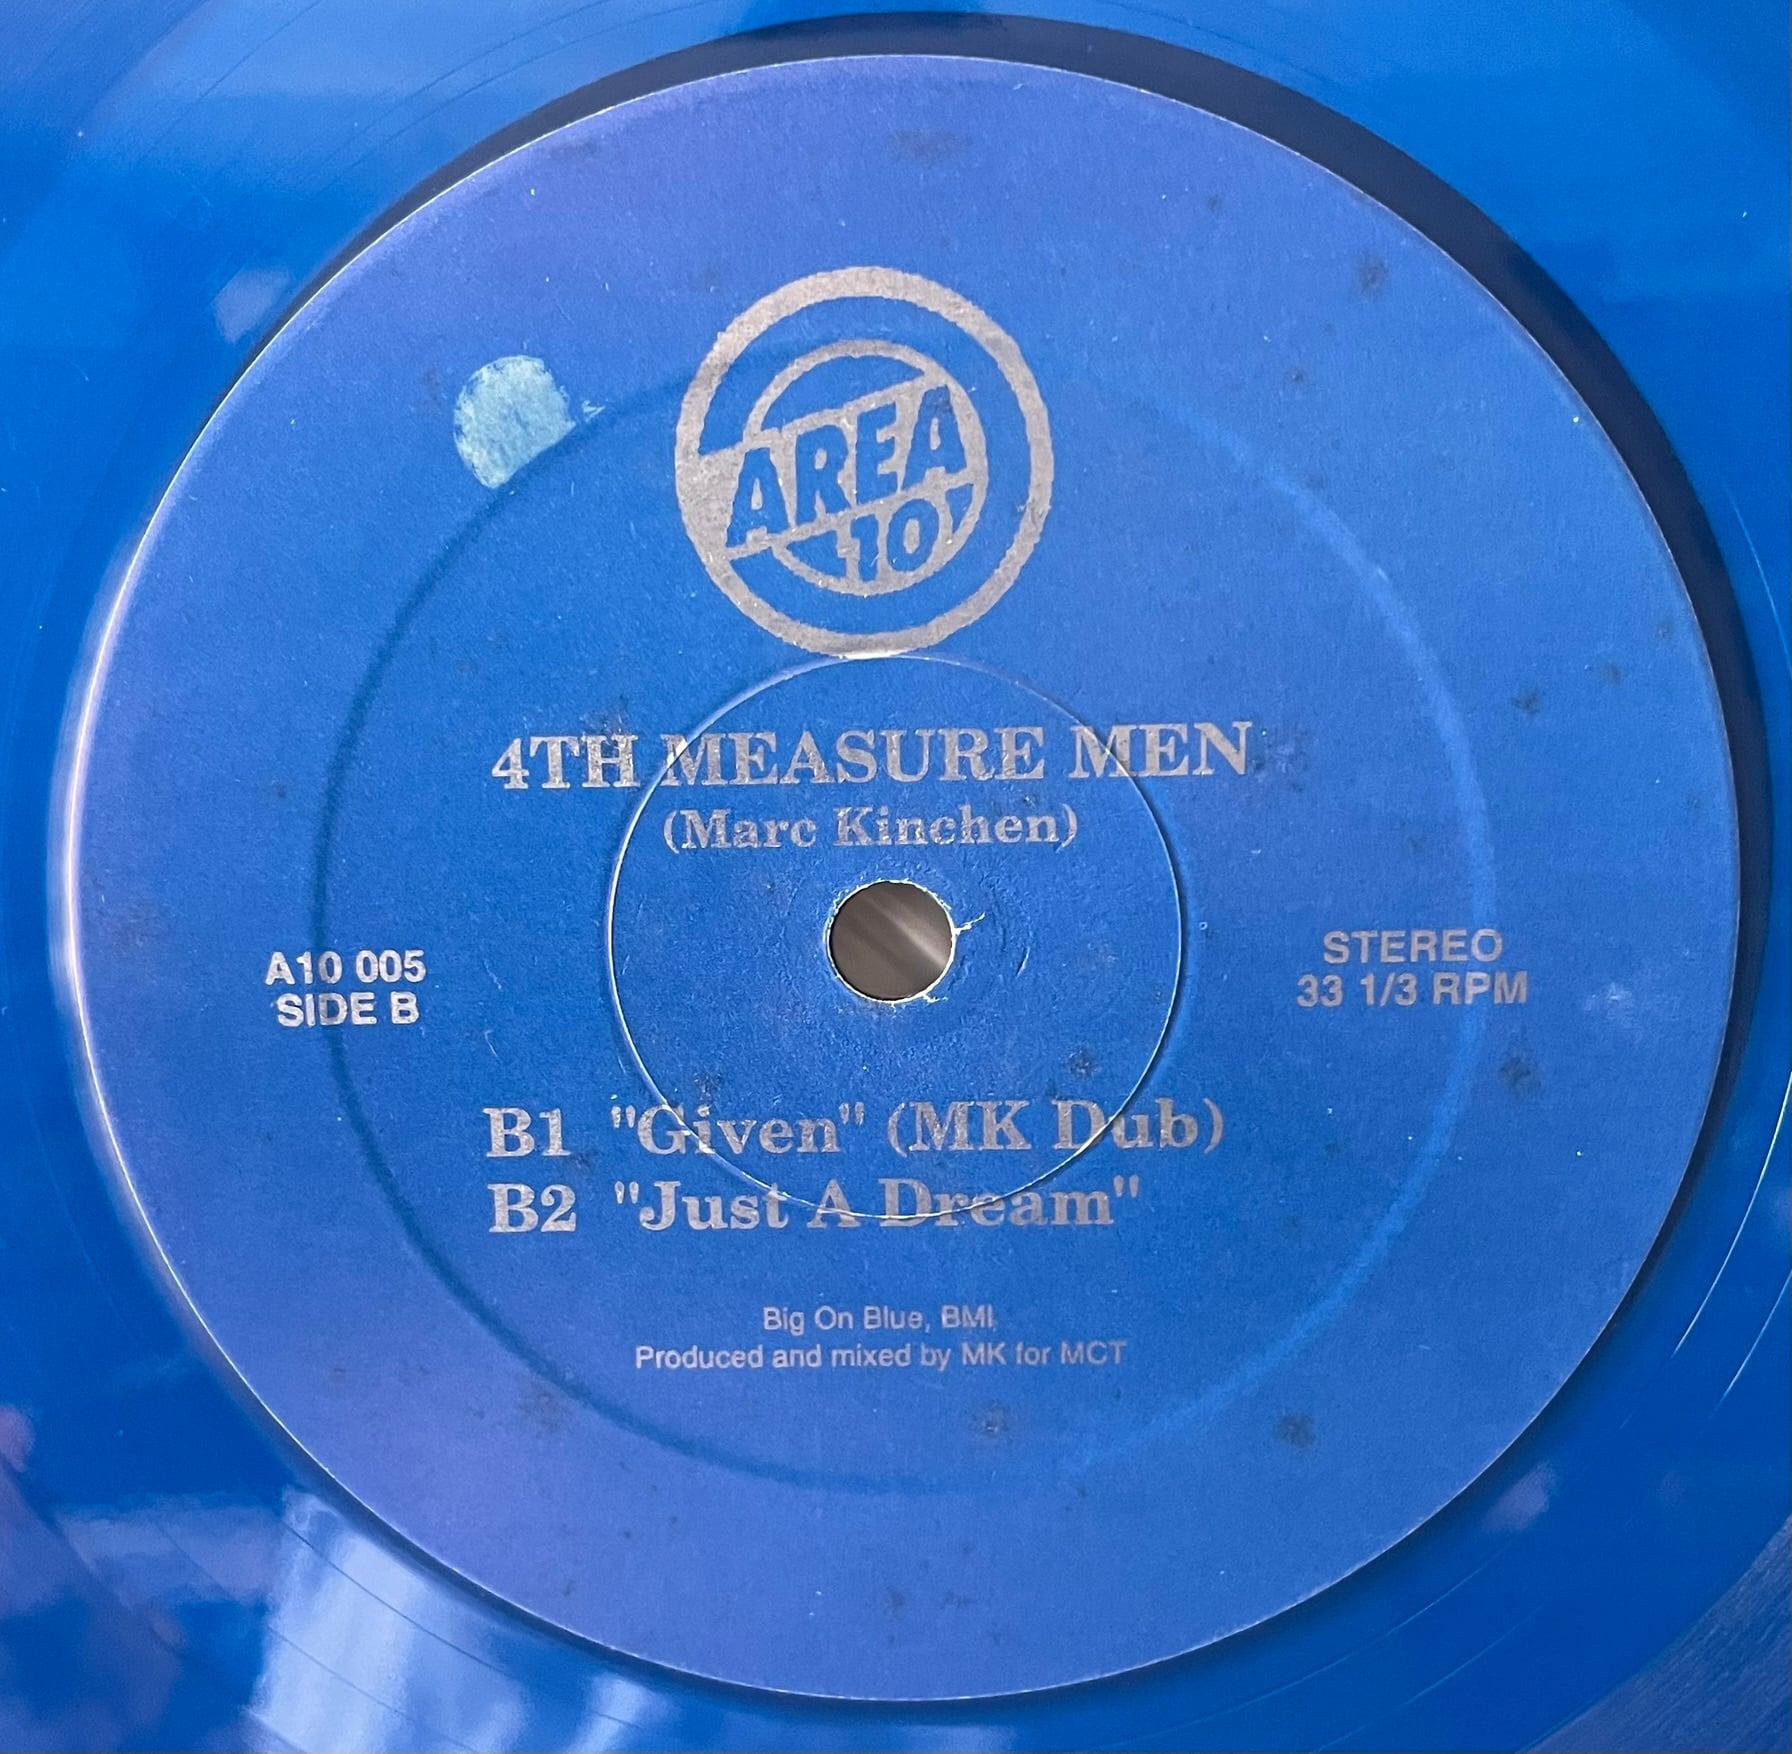 AREA
10
4TH MEASURE MEN
(Marc Kinchen)
A10 005
SIDE B
STEREO
33 1/3 RPM
B1 "Given" (MK Dub)
B2 "Just A Dream"
Big On Blue, BMI
Produced and mixed by MK for MCT